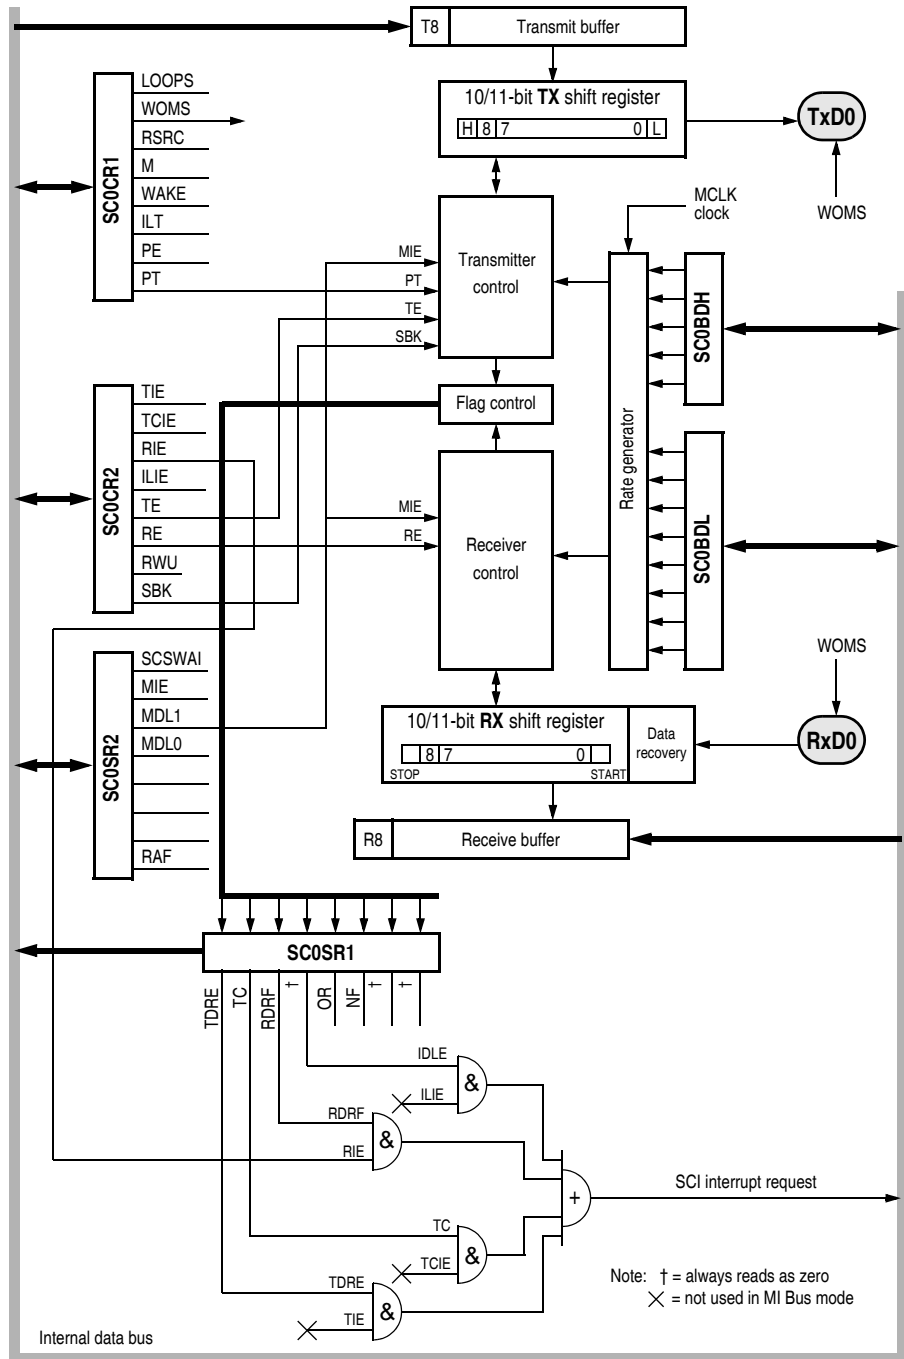 T8 Transmit buffer
10/11-bit TX shift register
H 8 7 0 L
TxD0
WOMS
MCLK
clock
SC0CR1
LOOPS
WOMS
RSRC
M
WAKE
ILT
PE
PT
MIE
PT
TE
SBK
Transmitter
control
Rate generator
SC0BDH
SC0CR2
TIE
TCIE
RIE
ILIE
TE
RE
RWU
SBK
Flag control
MIE
RE
Receiver
control
SC0BDL
SC0SR2
SCSWAI
MIE
MDL1
MDL0
RAF
WOMS
10/11-bit RX shift register
8 7 0
STOP START
Data
recovery
RxD0
R8 Receive buffer
SC0SR1
TDRE
TC
RDRF
†
OR
NF
†
†
IDLE
&
ILIE
RDRF
&
RIE
SCI interrupt request
+
TC
&
TCIE
TDRE
&
TIE
Note: † = always reads as zero
= not used in MI Bus mode
Internal data bus